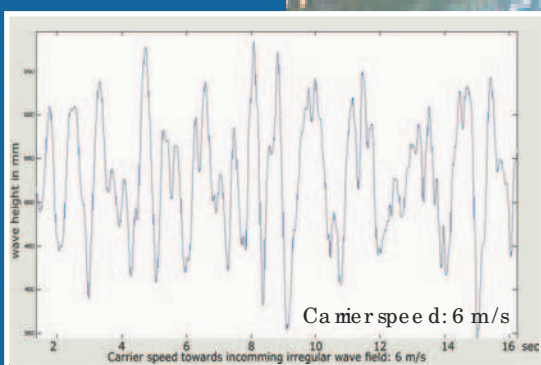 wave height in mm
Carrier speed: 6 m/s
2 4 6 8 10 12 14 16 sec
Carrier speed towards incomming irregular wave field: 6 m/s